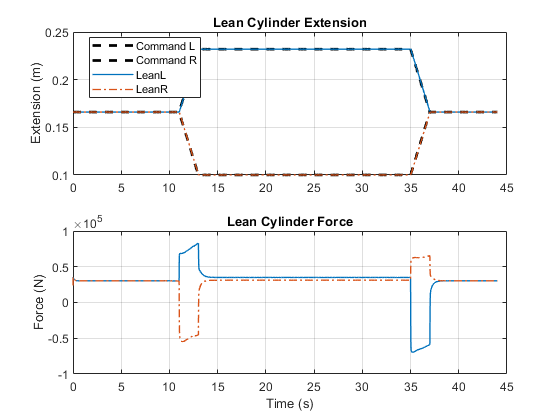 Lean Cylinder Extension
0.25
0.2
0.15
0.1
Extension (m)
Command L
Command R
LeanL
LeanR
0 5 10 15 20 25 30 35 40 45
Lean Cylinder Force
×10⁵
1
0.5
0
-0.5
-1
Force (N)
0 5 10 15 20 25 30 35 40 45
Time (s)